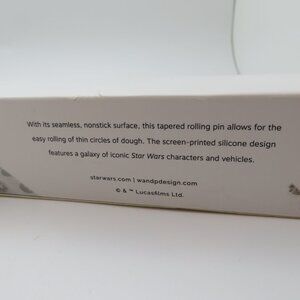 With its seamless, nonstick surface, this tapered rolling pin allows for the
easy rolling of thin circles of dough. The screen-printed silicone design
features a galaxy of iconic Star Wars characters and vehicles.
starwars.com | wandpdesign.com
© & ™ Lucasfilms Ltd.